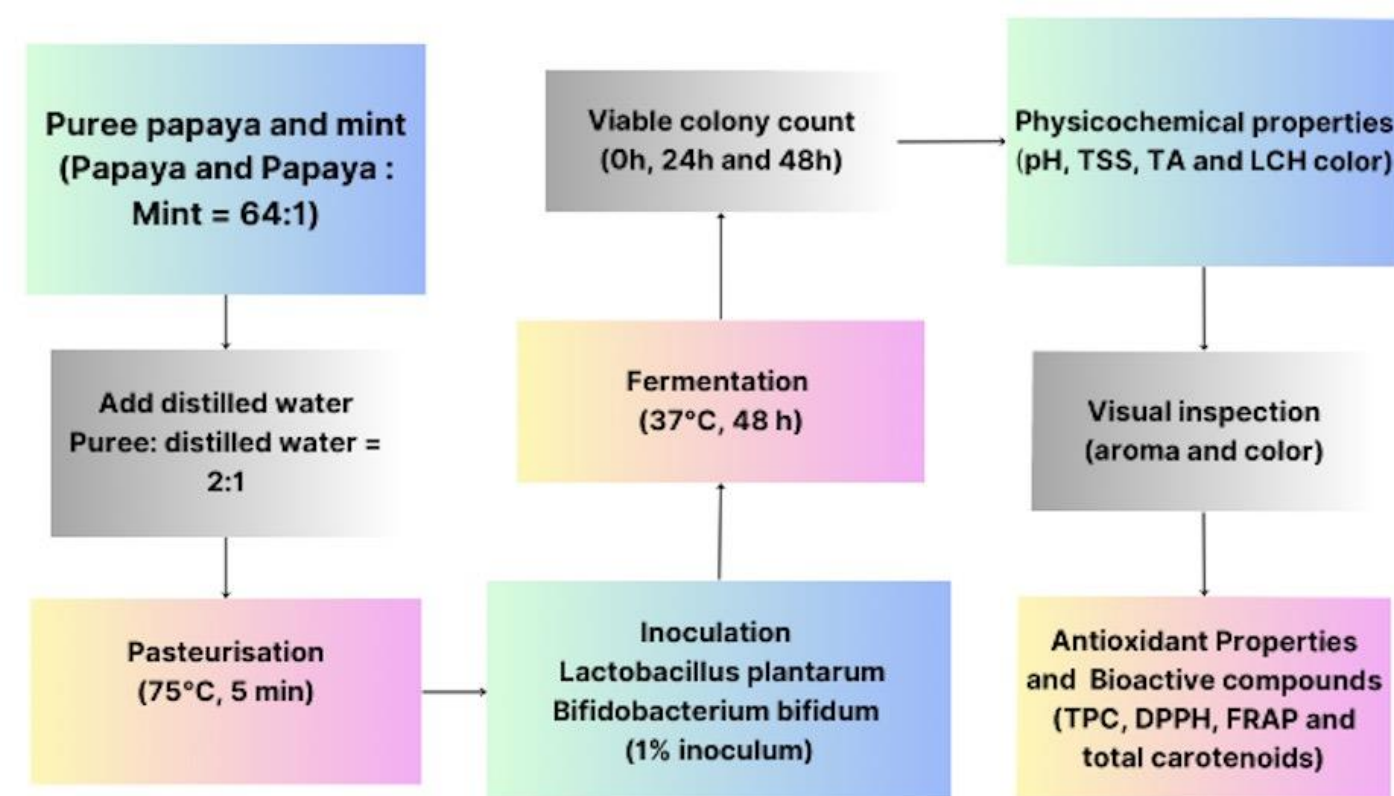 Puree papaya and mint
(Papaya and Papaya :
Mint = 64:1)
Add distilled water
Puree: distilled water =
2:1
Pasteurisation
(75°C, 5 min)
Inoculation
Lactobacillus plantarum
Bifidobacterium bifidum
(1% inoculum)
Fermentation
(37°C, 48 h)
Viable colony count
(0h, 24h and 48h)
Physicochemical properties
(pH, TSS, TA and LCH color)
Visual inspection
(aroma and color)
Antioxidant Properties
and Bioactive compounds
(TPC, DPPH, FRAP and
total carotenoids)